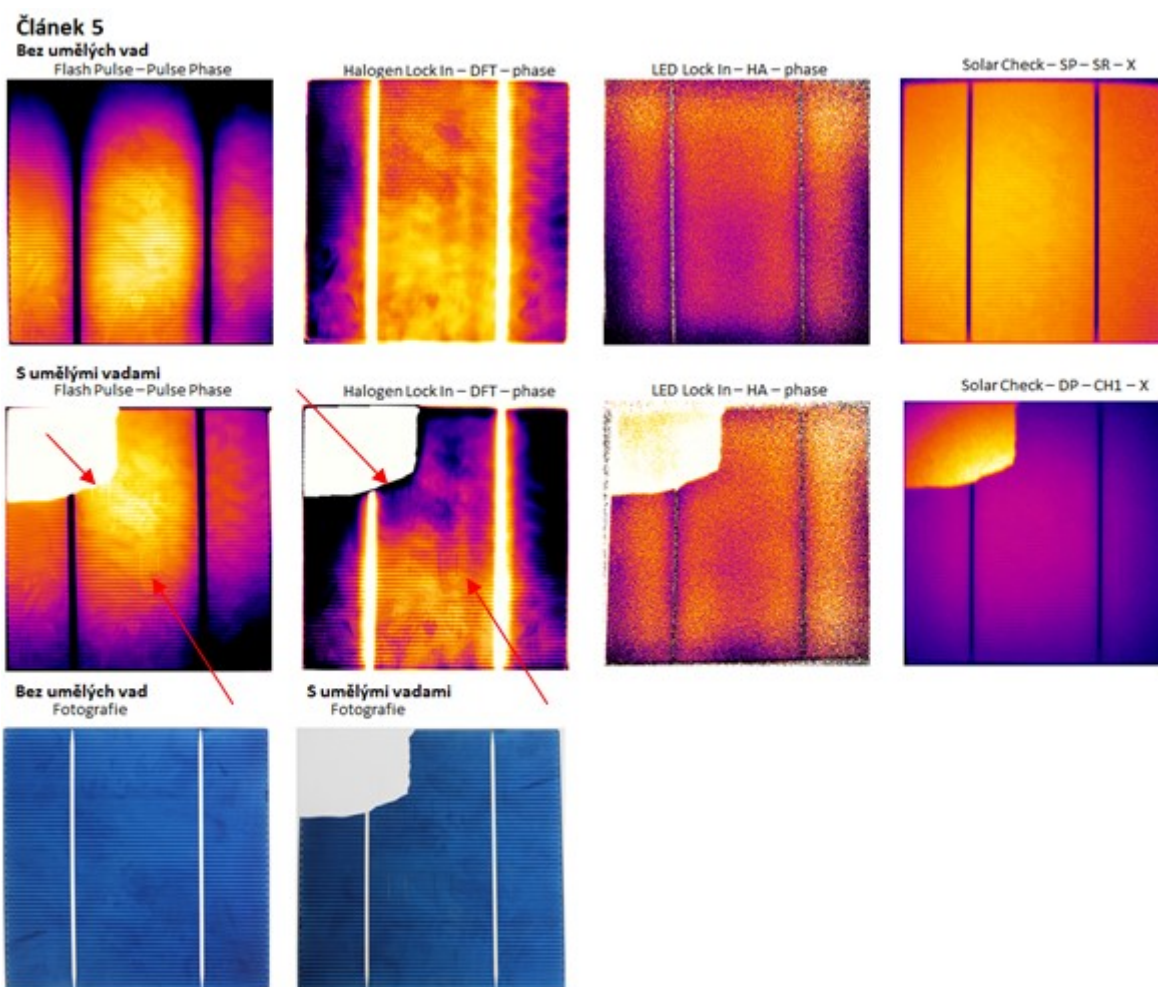 Článek 5
Bez umělých vad
Flash Pulse – Pulse Phase
Halogen Lock In – DFT – phase
LED Lock In – HA – phase
Solar Check – SP – SR – X
S umělými vadami
Flash Pulse – Pulse Phase
Halogen Lock In – DFT – phase
LED Lock In – HA – phase
Solar Check – DP – CH1 – X
Bez umělých vad
Fotografie
S umělými vadami
Fotografie